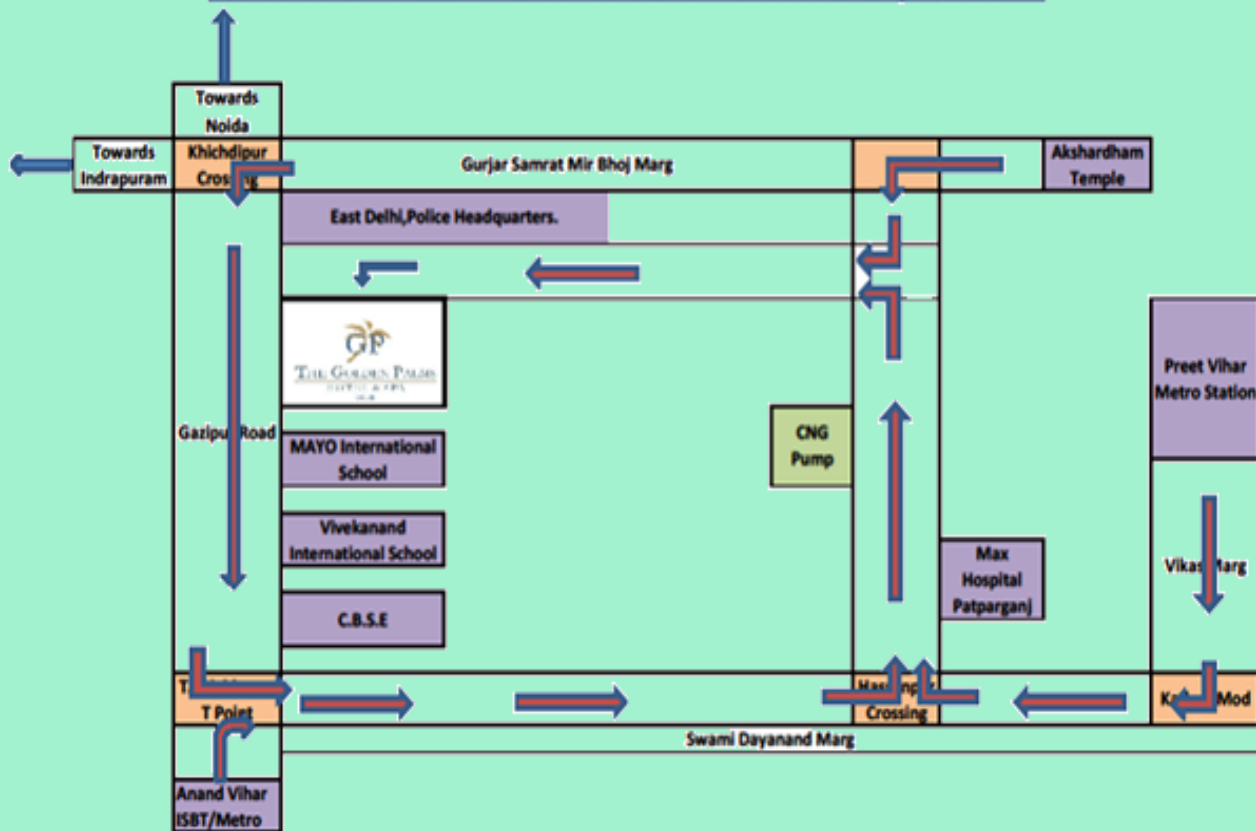 Towards
Noida
Towards
Indrapuram
Khichdipur
Crossing
Gurjar Samrat Mir Bhoj Marg
Akshardham
Temple
East Delhi,Police Headquarters.
GP
THE GOLDEN PALMS
HOTEL & SPA
Preet Vihar
Metro Station
Gazipur Road
MAYO International
School
CNG
Pump
Vivekanand
International School
Max
Hospital
Patparganj
Vikas Marg
C.B.S.E
T Point
Crossing
Mod
Swami Dayanand Marg
Anand Vihar
ISBT/Metro